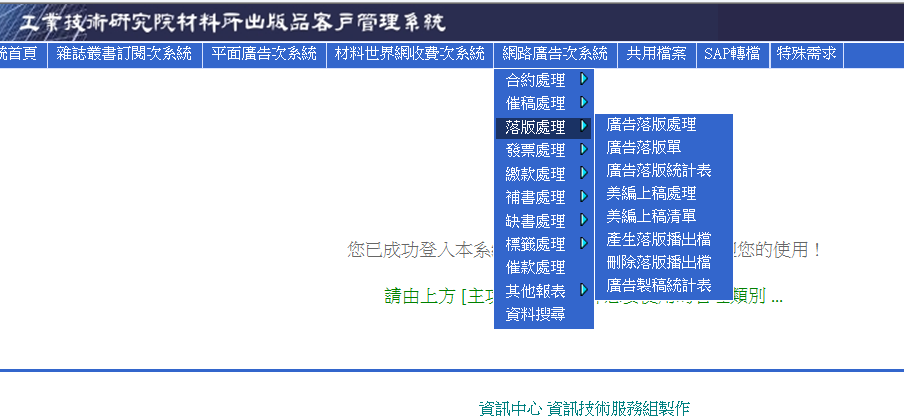 工業技術研究院材料所出版品客戶管理系統
統首頁 雜誌叢書訂閱次系統 平面廣告次系統 材料世界網收費次系統 網路廣告次系統 共用檔案 SAP轉檔 特殊需求
合約處理
催稿處理
落版處理
發票處理
繳款處理
補書處理
缺書處理
標籤處理
催款處理
其他報表
資料搜尋
廣告落版處理
廣告落版單
廣告落版統計表
美編上稿處理
美編上稿清單
產生落版播出檔
刪除落版播出檔
廣告製稿統計表
您已成功登入本系 您的使用！
請由上方 [主 類別 ...
資訊中心 資訊技術服務組製作